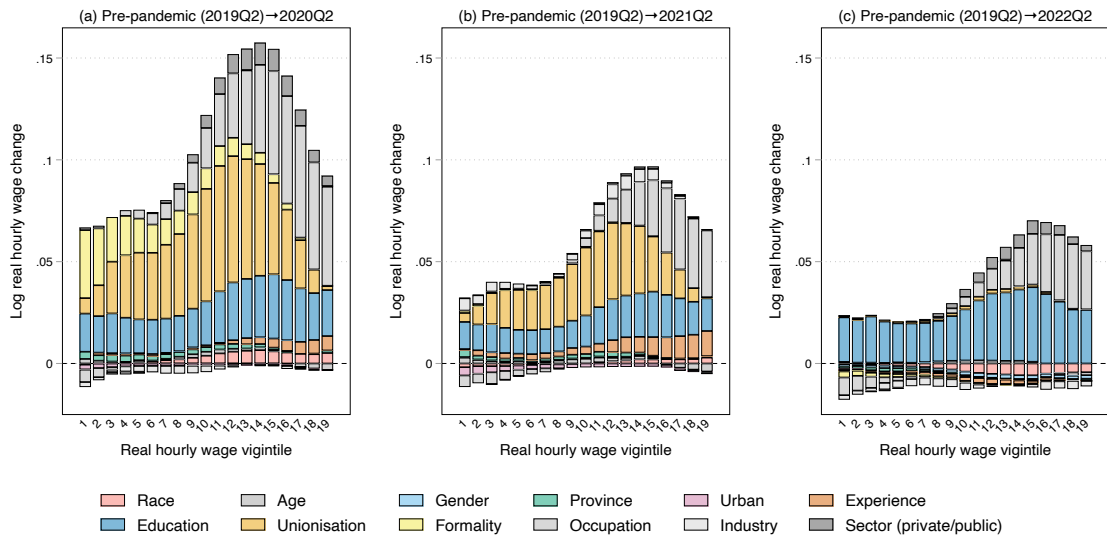 (a) Pre-pandemic (2019Q2)→2020Q2
(b) Pre-pandemic (2019Q2)→2021Q2
(c) Pre-pandemic (2019Q2)→2022Q2
Log real hourly wage change
.15
.1
.05
0
1 2 3 4 5 6 7 8 9 10 11 12 13 14 15 16 17 18 19
Real hourly wage vigintile
Log real hourly wage change
.15
.1
.05
0
1 2 3 4 5 6 7 8 9 10 11 12 13 14 15 16 17 18 19
Real hourly wage vigintile
Log real hourly wage change
.15
.1
.05
0
1 2 3 4 5 6 7 8 9 10 11 12 13 14 15 16 17 18 19
Real hourly wage vigintile
Race Age Gender Province Urban Experience
Education Unionisation Formality Occupation Industry Sector (private/public)